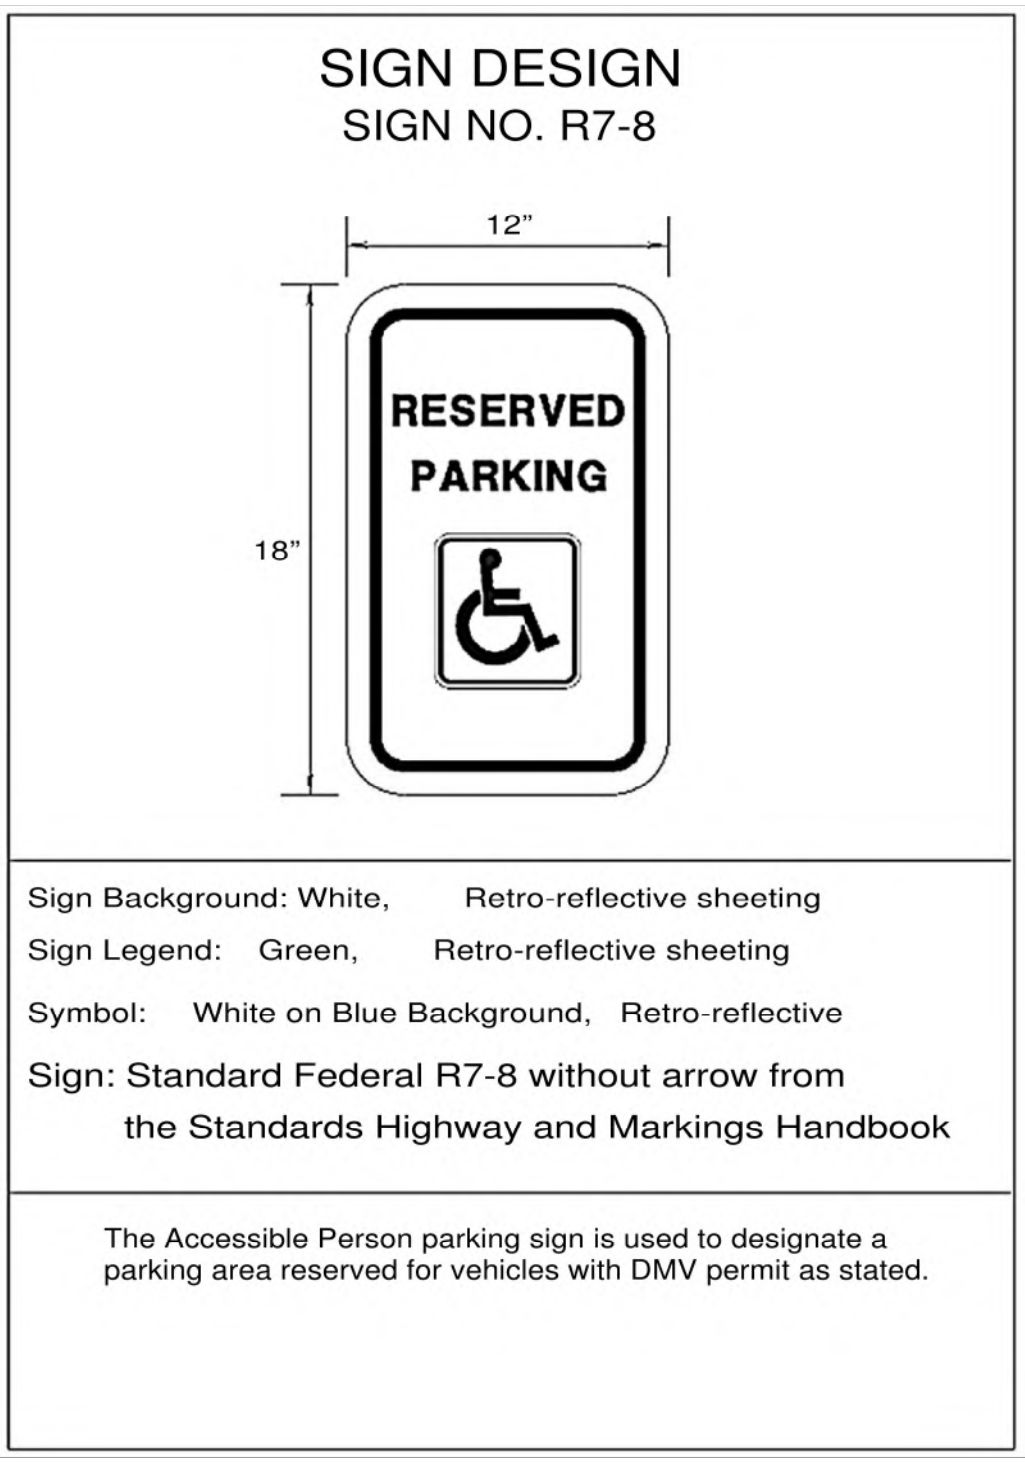 SIGN DESIGN
SIGN NO. R7-8
12”
RESERVED
PARKING
18”
Sign Background: White, Retro-reflective sheeting
Sign Legend: Green, Retro-reflective sheeting
Symbol: White on Blue Background, Retro-reflective
Sign: Standard Federal R7-8 without arrow from
the Standards Highway and Markings Handbook
The Accessible Person parking sign is used to designate a
parking area reserved for vehicles with DMV permit as stated.